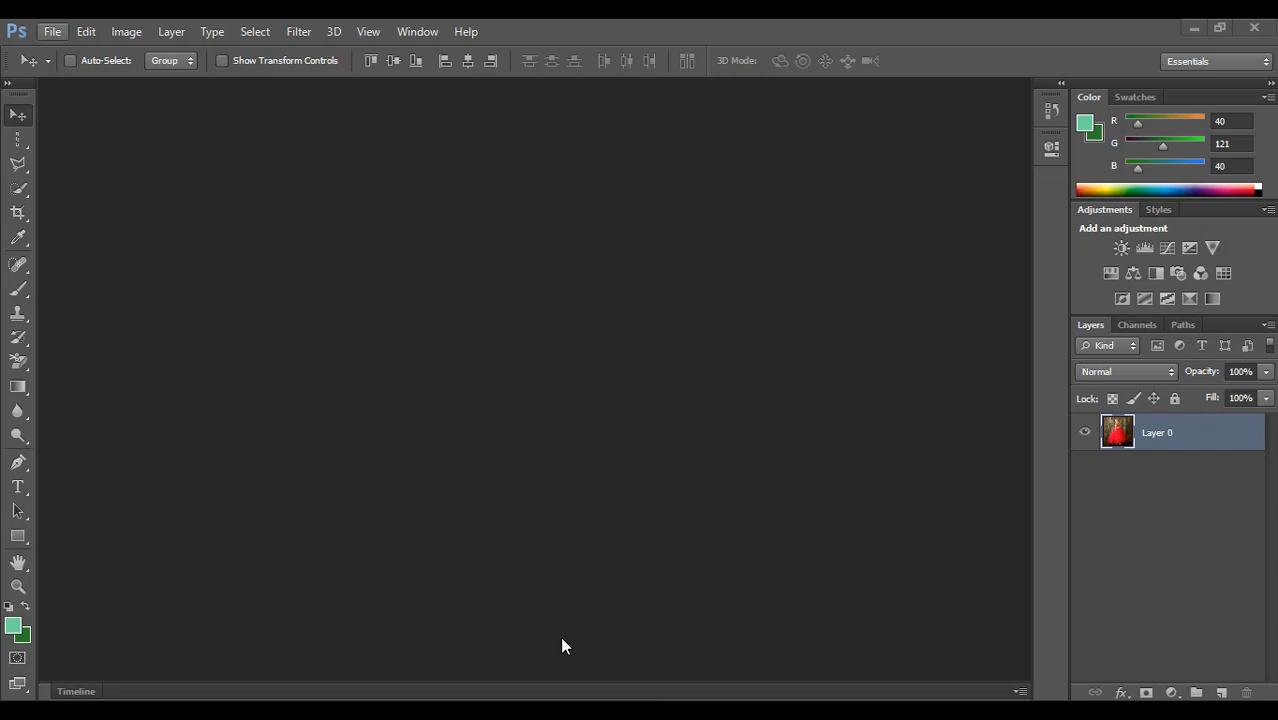 Ps File Edit Image Layer Type Select Filter 3D View Window Help
Auto-Select: Group Show Transform Controls 3D Mode: Essentials
Color Swatches
R 40
G 121
B 40
Adjustments Styles
Add an adjustment
Layers Channels Paths
Kind T
Normal Opacity: 100%
Lock: Fill: 100%
Layer 0
T
Timeline fx